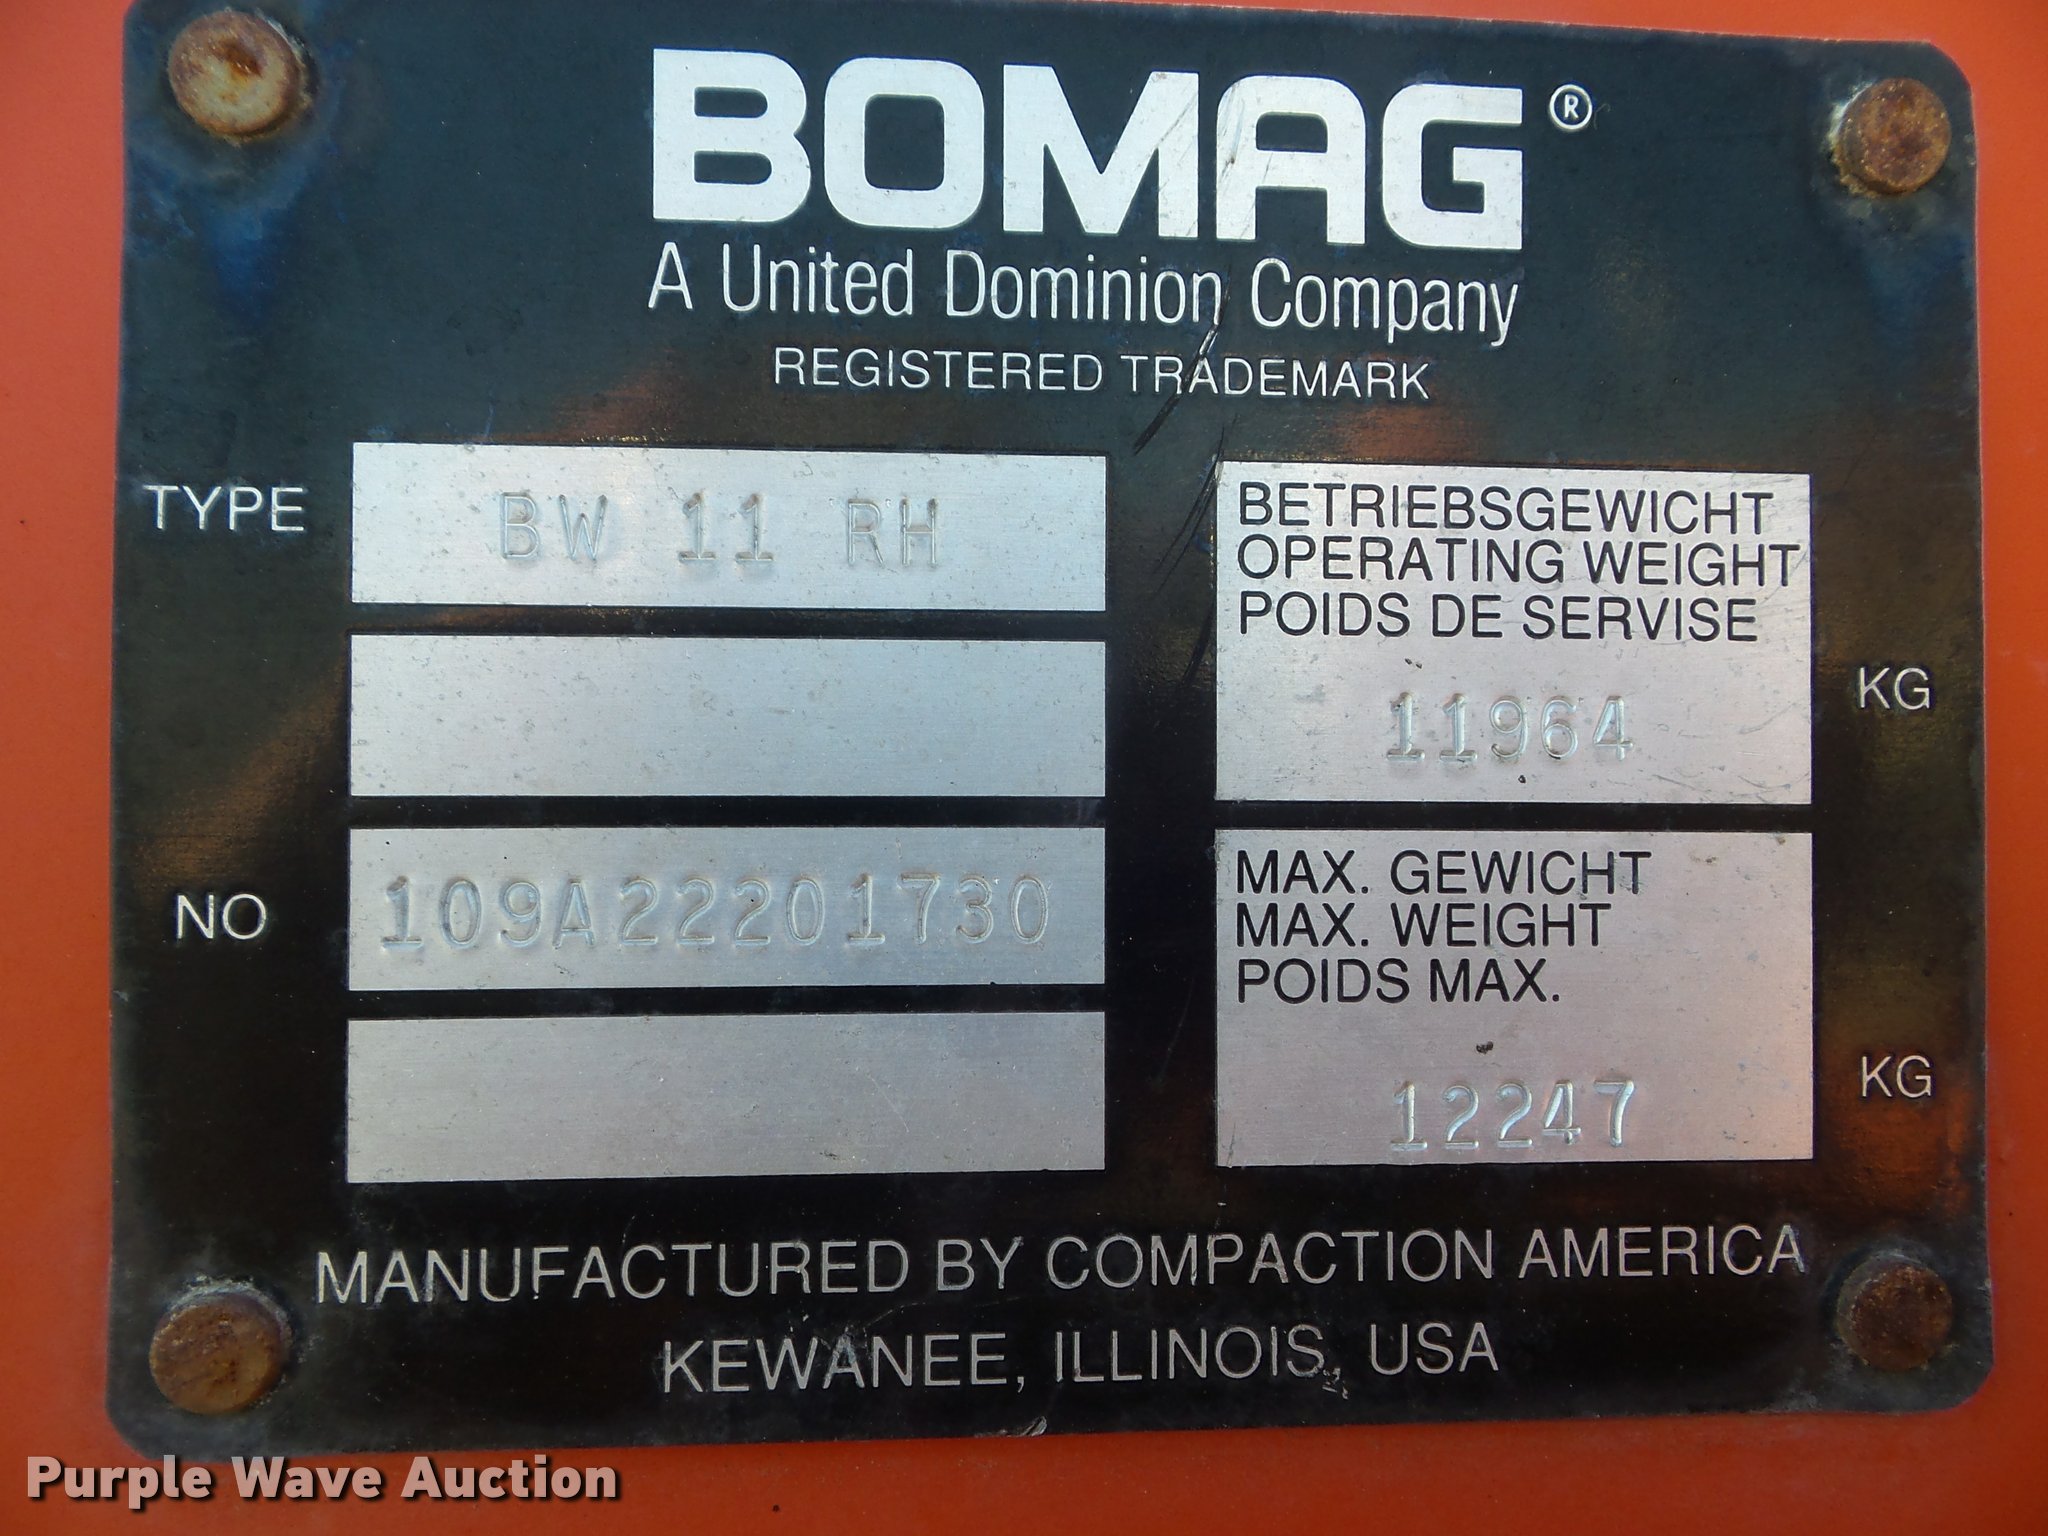 BOMAG®
A United Dominion Company
REGISTERED TRADEMARK
TYPE
BW 11 RH
NO
109A22201730
BETRIEBSGEWICHT
OPERATING WEIGHT
POIDS DE SERVISE
11964
KG
MAX. GEWICHT
MAX. WEIGHT
POIDS MAX.
12247
KG
MANUFACTURED BY COMPACTION AMERICA
KEWANEE, ILLINOIS, USA
Purple Wave Auction